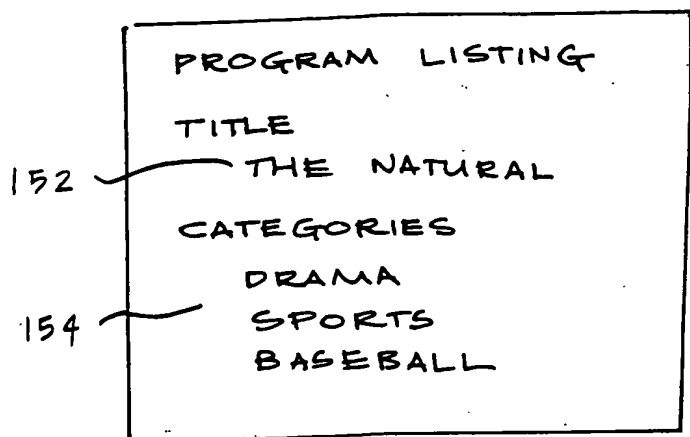 PROGRAM LISTING
TITLE
152 THE NATURAL
CATEGORIES
DRAMA
154 SPORTS
BASEBALL